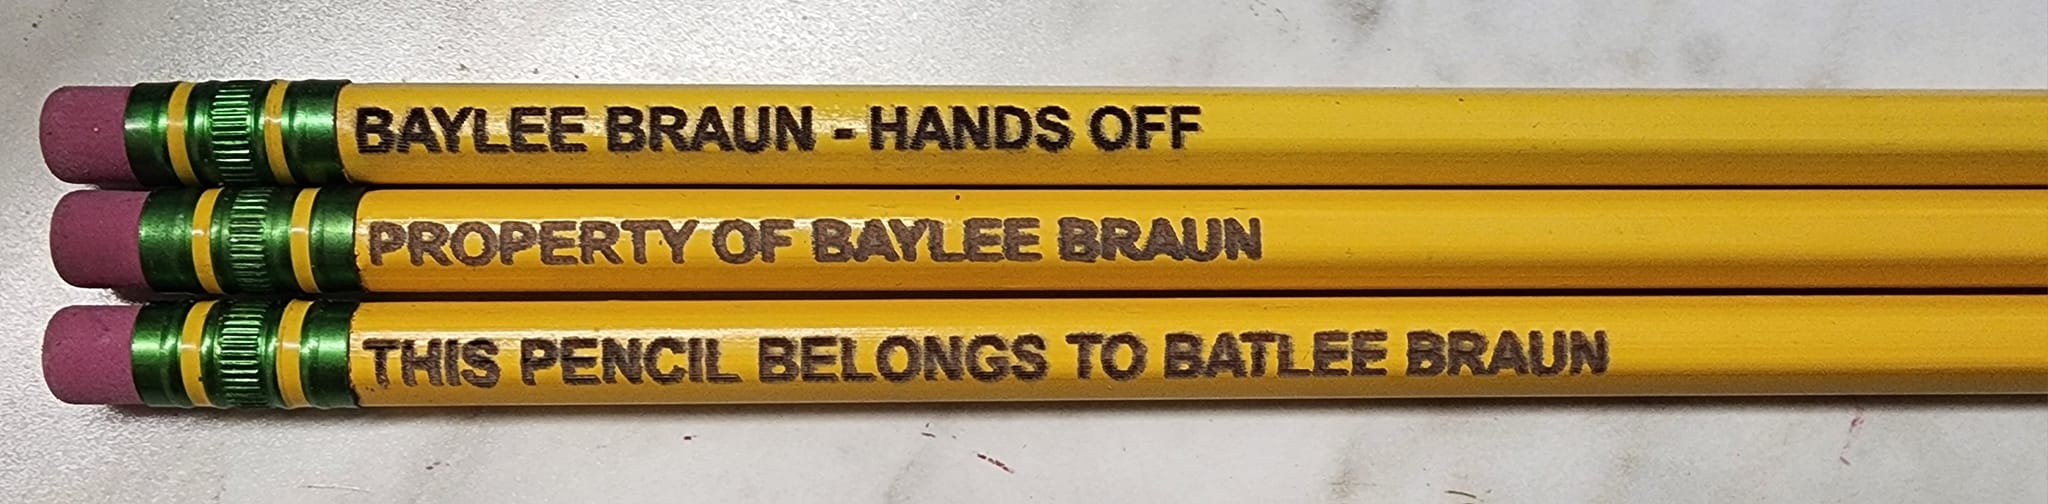 BAYLEE BRAUN - HANDS OFF
PROPERTY OF BAYLEE BRAUN
THIS PENCIL BELONGS TO BATLEE BRAUN